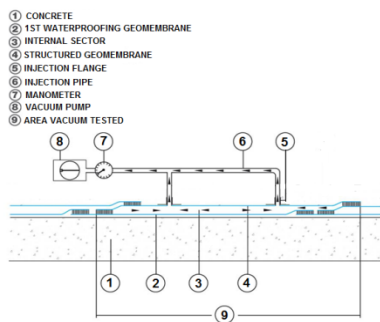 1 CONCRETE
2 1ST WATERPROOFING GEOMEMBRANE
3 INTERNAL SECTOR
4 STRUCTURED GEOMEMBRANE
5 INJECTION FLANGE
6 INJECTION PIPE
7 MANOMETER
8 VACUUM PUMP
9 AREA VACUUM TESTED
8 7 6 5
1 2 3 4
9